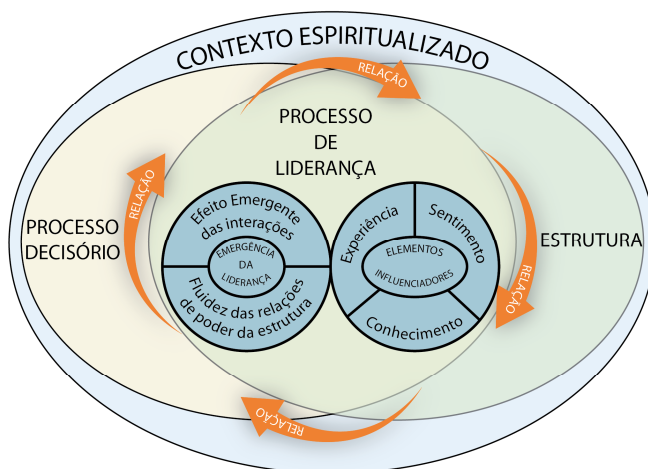 CONTEXTO ESPIRITUALIZADO
RELAÇÃO
PROCESSO
DE
LIDERANÇA
RELAÇÃO
PROCESSO
DECISÓRIO
Efeito Emergente
das interações
EMERGÊNCIA
DA
LIDERANÇA
Fluidez das relações
de poder da estrutura
Experiência
Sentimento
ELEMENTOS
INFLUENCIADORES
Conhecimento
ESTRUTURA
RELAÇÃO
RELAÇÃO